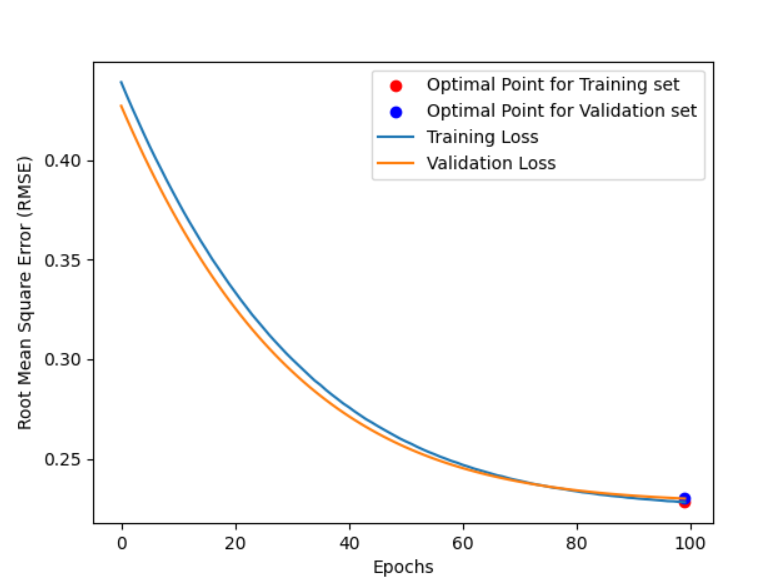 Optimal Point for Training set
Optimal Point for Validation set
Training Loss
Validation Loss
Root Mean Square Error (RMSE)
0.40
0.35
0.30
0.25
0 20 40 60 80 100
Epochs